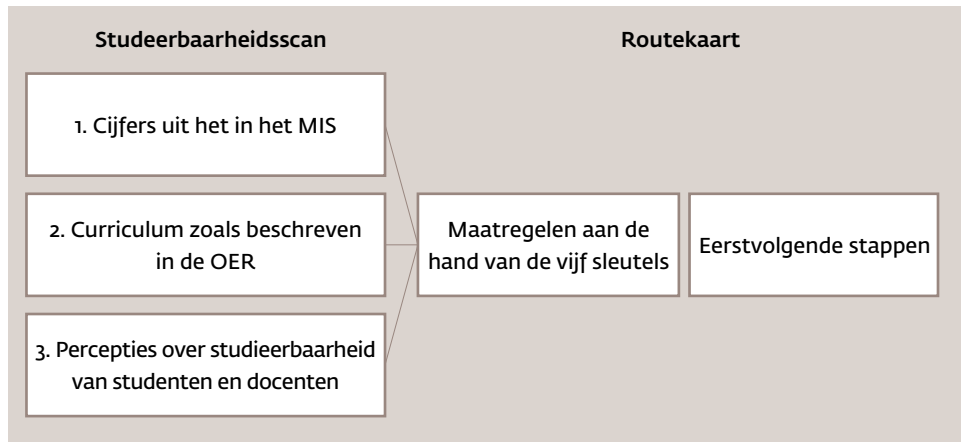 Studeerbaarheidsscan
Routekaart
1. Cijfers uit het in het MIS
2. Curriculum zoals beschreven
in de OER
3. Percepties over studieerbaarheid
van studenten en docenten
Maatregelen aan de
hand van de vijf sleutels
Eerstvolgende stappen